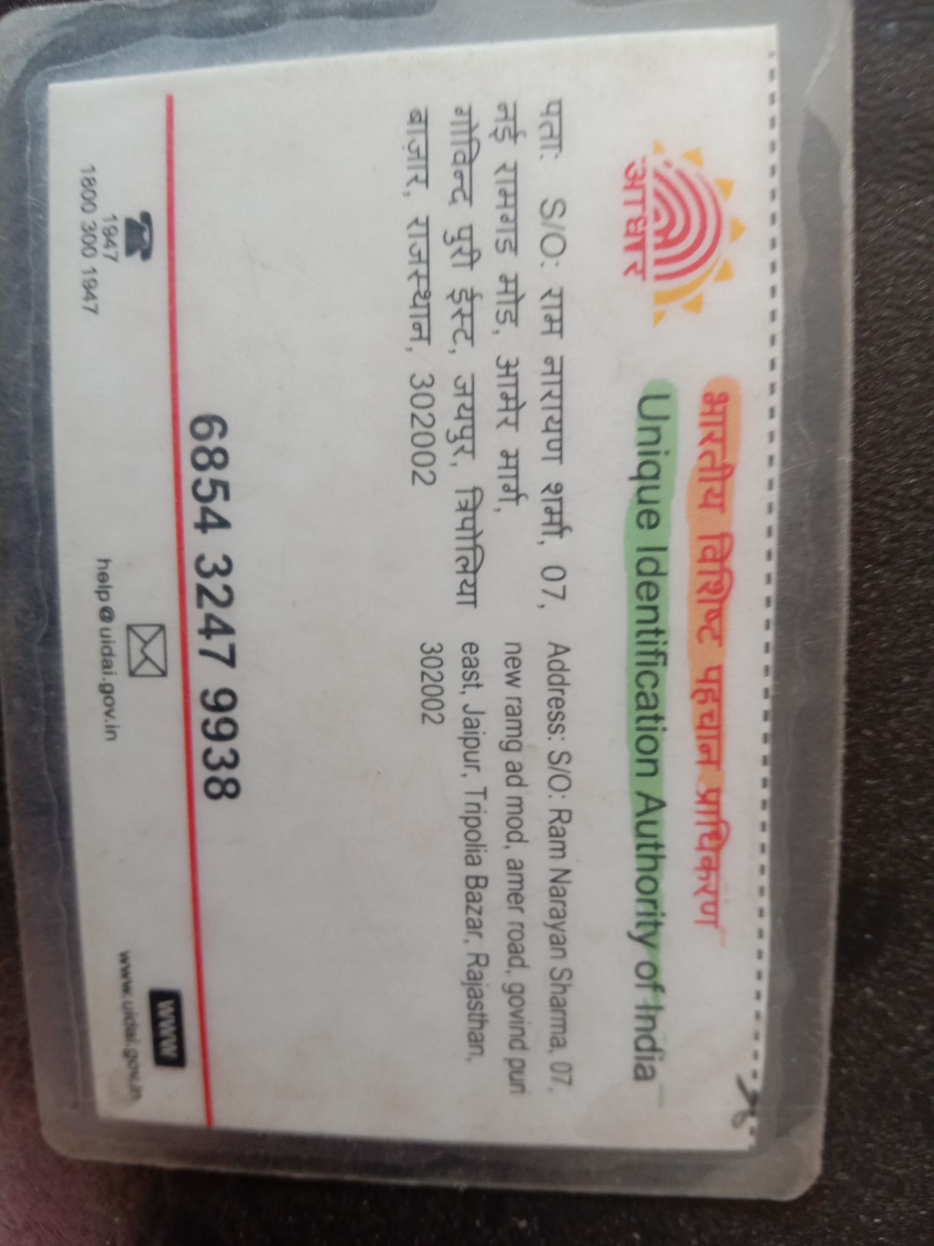 भारतीय विशिष्ट पहचान प्राधिकरण
आधार
Unique Identification Authority of India
पता: S/O: राम नारायण शर्मा, 07,
नई रामगड मोड, आमेर मार्ग,
गोविन्द पुरी ईस्ट, जयपुर, त्रिपोलिया
बाज़ार, राजस्थान, 302002
Address: S/O: Ram Narayan Sharma, 07,
new ramg ad mod, amer road, govind puri
east, Jaipur, Tripolia Bazar, Rajasthan,
302002
6854 3247 9938
1947
1800 300 1947
help@uidai.gov.in
WWW
www.uidai.gov.in